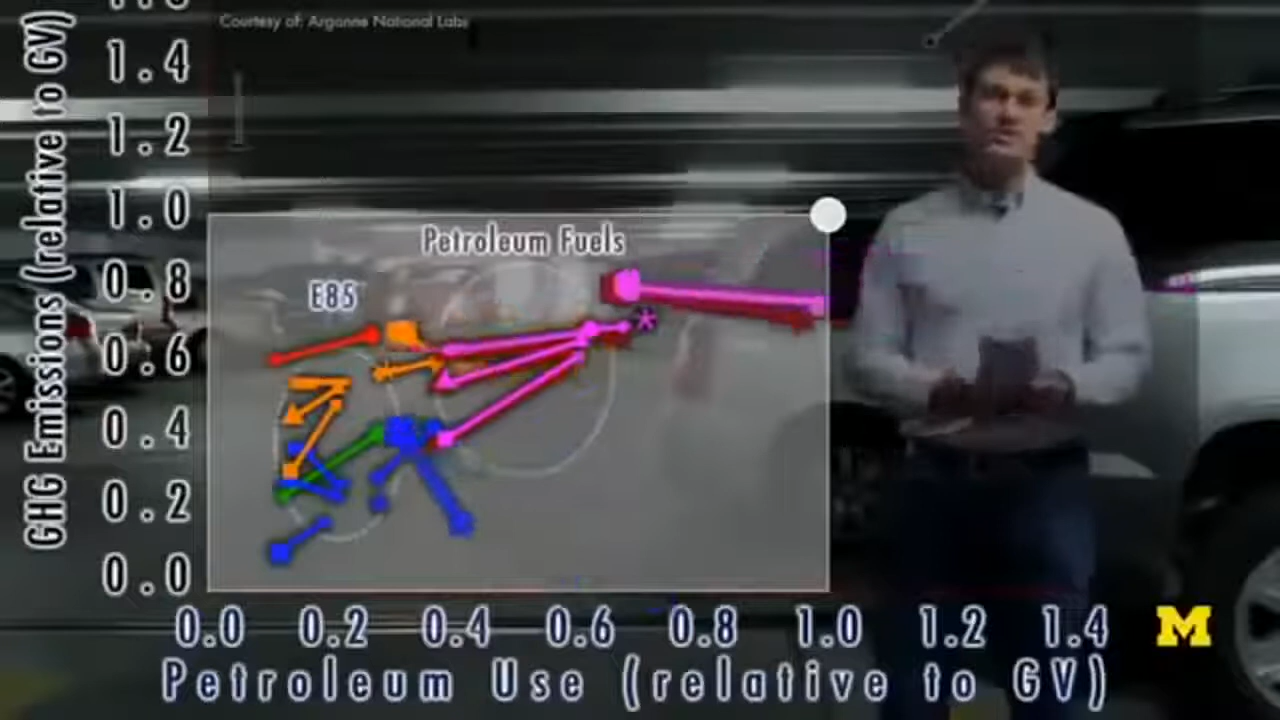 Courtesy of: Argonne National Labs
GHG Emissions (relative to GV)
1.4
1.2
1.0
0.8
0.6
0.4
0.2
0.0
Petroleum Fuels
E85
*
0.0 0.2 0.4 0.6 0.8 1.0 1.2 1.4
Petroleum Use (relative to GV)
M